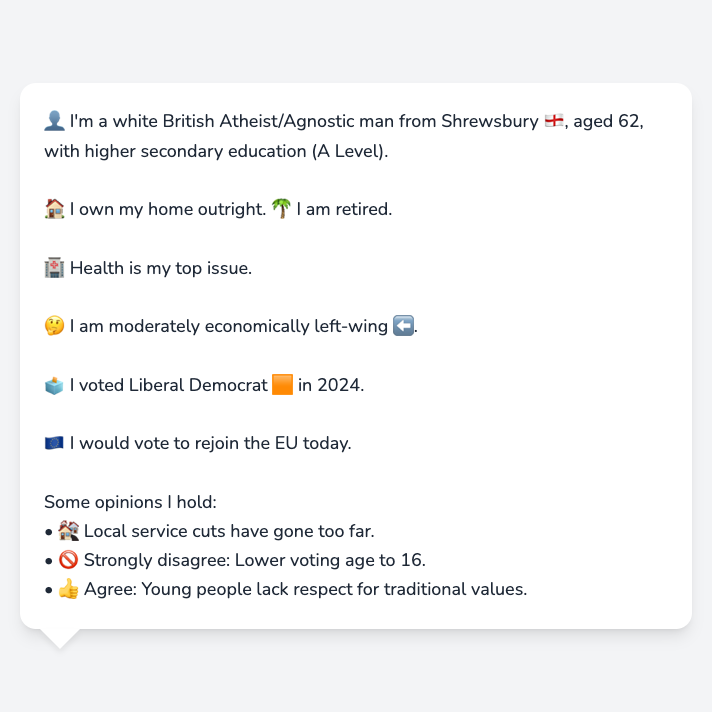 👤 I'm a white British Atheist/Agnostic man from Shrewsbury 🏴󠁧󠁢󠁥󠁮󠁧󠁿, aged 62,
with higher secondary education (A Level).
🏠 I own my home outright. 🌴 I am retired.
🏥 Health is my top issue.
🤔 I am moderately economically left-wing ⬅️.
🗳️ I voted Liberal Democrat 🟧 in 2024.
🇪🇺 I would vote to rejoin the EU today.
Some opinions I hold:
• 🏘️ Local service cuts have gone too far.
• 🚫 Strongly disagree: Lower voting age to 16.
• 👍 Agree: Young people lack respect for traditional values.